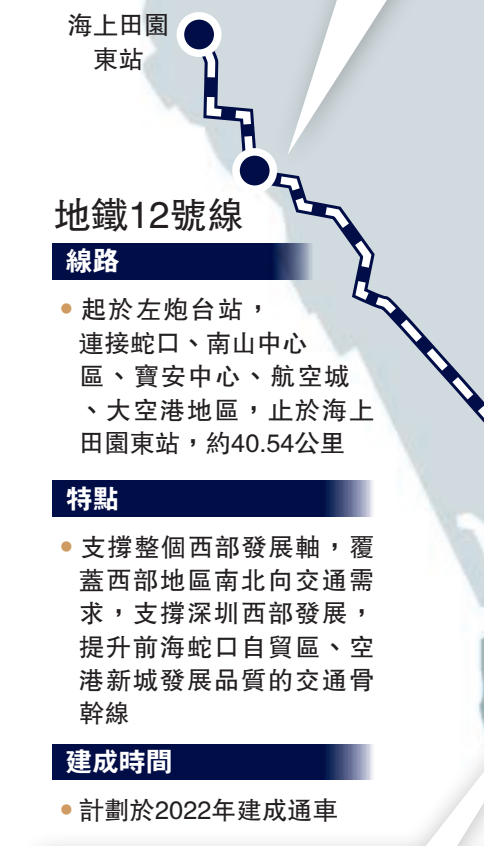 海上田園
東站
地鐵12號線
線路
• 起於左炮台站，
連接蛇口、南山中心
區、寶安中心、航空城
、大空港地區，止於海上
田園東站，約40.54公里
特點
• 支撐整個西部發展軸，覆
蓋西部地區南北向交通需
求，支撐深圳西部發展，
提升前海蛇口自貿區、空
港新城發展品質的交通骨
幹線
建成時間
• 計劃於2022年建成通車